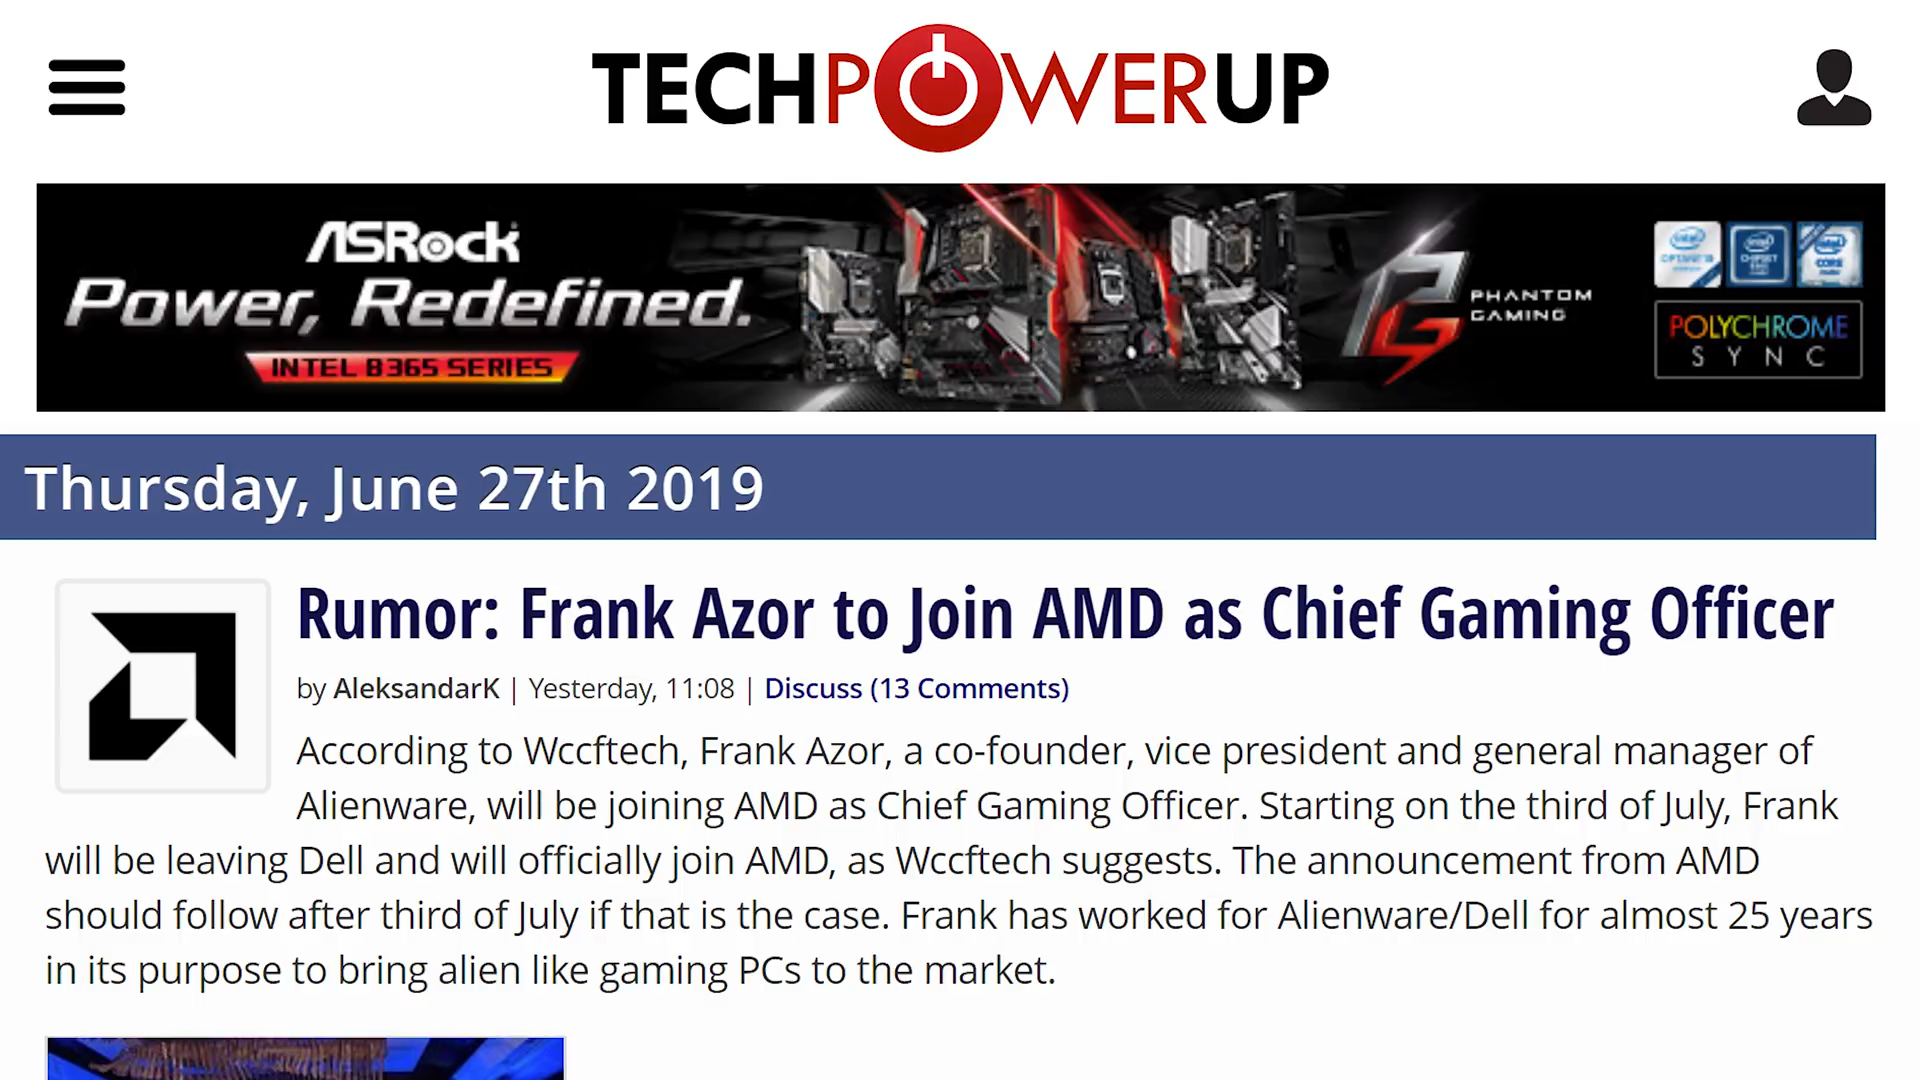 TECHPOWERUP
ASRock
Power, Redefined.
INTEL B365 SERIES
PHANTOM
GAMING
POLYCHROME
SYNC
Thursday, June 27th 2019
Rumor: Frank Azor to Join AMD as Chief Gaming Officer
by AleksandarK | Yesterday, 11:08 | Discuss (13 Comments)
According to Wccftech, Frank Azor, a co-founder, vice president and general manager of
Alienware, will be joining AMD as Chief Gaming Officer. Starting on the third of July, Frank
will be leaving Dell and will officially join AMD, as Wccftech suggests. The announcement from AMD
should follow after third of July if that is the case. Frank has worked for Alienware/Dell for almost 25 years
in its purpose to bring alien like gaming PCs to the market.